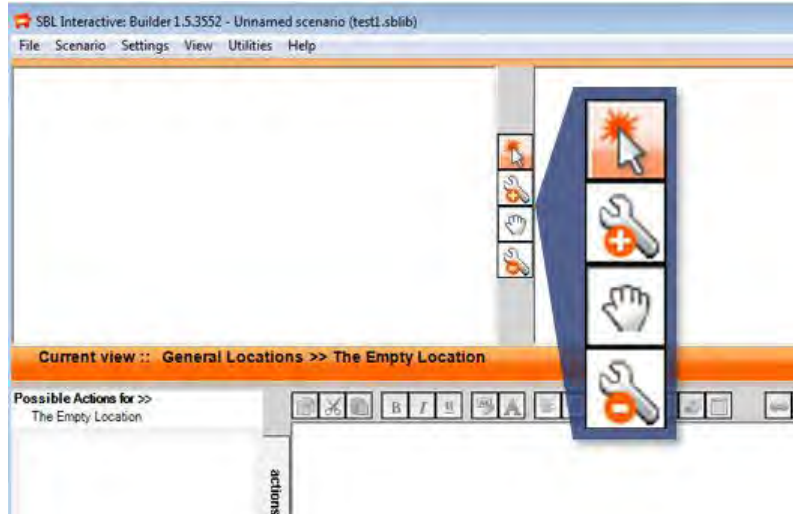 SBL Interactive: Builder 1.5.3552 - Unnamed scenario (test1.sblib)
File Scenario Settings View Utilities Help
Current view :: General Locations >> The Empty Location
Possible Actions for >>
The Empty Location
B I U A
actions